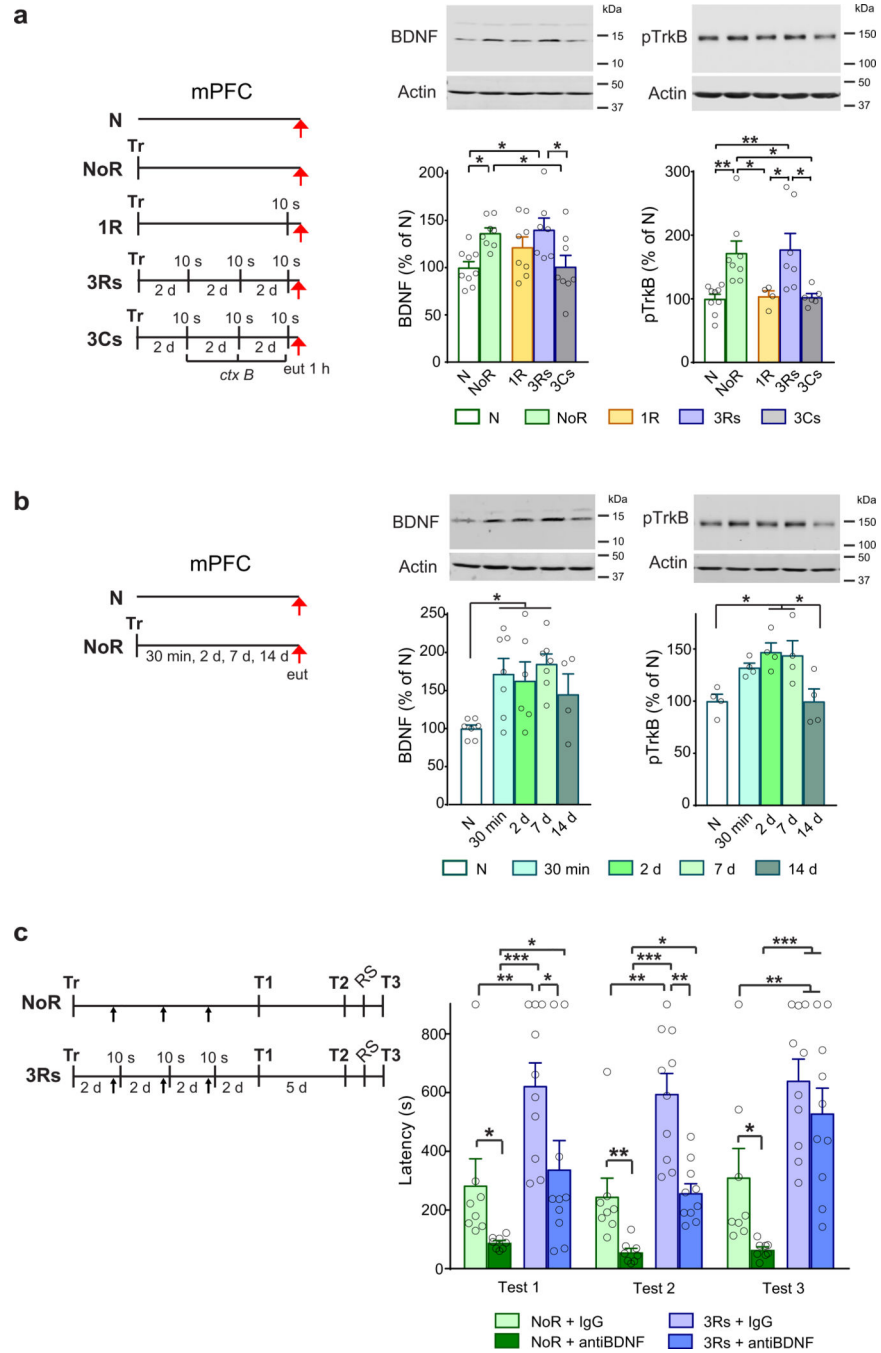 a
mPFC
N
Tr
NoR
Tr
10 s
1R
Tr 10 s 10 s 10 s
3Rs
2 d 2 d 2 d
Tr 10 s 10 s 10 s
3Cs
2 d 2 d 2 d
eut 1 h
ctx B
kDa
BDNF
15
10
Actin
50
37
kDa
pTrkB
150
100
Actin
50
37
BDNF (% of N)
200
150
100
50
0
* * * *
N NoR 1R 3Rs 3Cs
pTrkB (% of N)
300
200
100
0
** * ** * * *
N NoR 1R 3Rs 3Cs
N NoR 1R 3Rs 3Cs
b
mPFC
N
Tr
NoR
30 min, 2 d, 7 d, 14 d
eut
kDa
BDNF
15
10
Actin
50
37
kDa
pTrkB
150
100
Actin
50
37
BDNF (% of N)
250
200
150
100
50
0
*
N 30 min 2 d 7 d 14 d
pTrkB (% of N)
150
100
50
0
* *
N 30 min 2 d 7 d 14 d
N 30 min 2 d 7 d 14 d
c
Tr T1 T2 RS T3
NoR
Tr 10 s 10 s 10 s T1 T2 RS T3
3Rs
2 d 2 d 2 d 2 d 5 d
Latency (s)
800
600
400
200
0
* *** ** * *
* *** ** ** **
*** ** *
Test 1 Test 2 Test 3
NoR + IgG 3Rs + IgG
NoR + antiBDNF 3Rs + antiBDNF